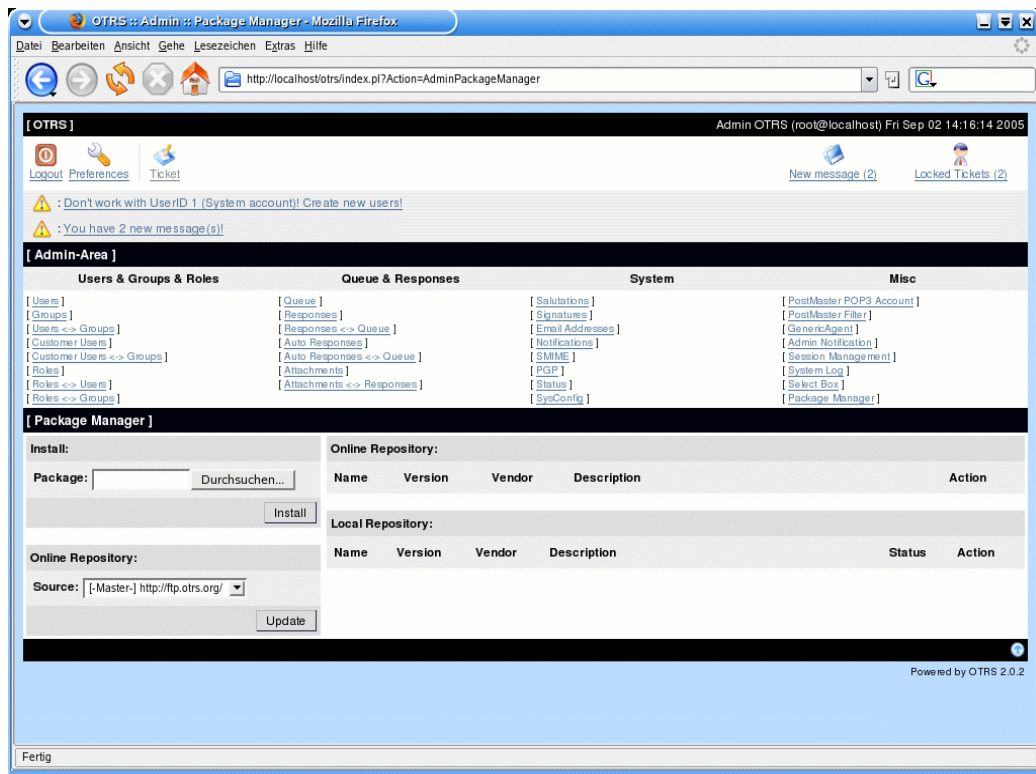 OTRS :: Admin :: Package Manager - Mozilla Firefox
Datei Bearbeiten Ansicht Gehe Lesezeichen Extras Hilfe
http://localhost/otrs/index.pl?Action=AdminPackageManager
G
[ OTRS ] Admin OTRS (root@localhost) Fri Sep 02 14:16:14 2005
Logout Preferences Ticket New message (2) Locked Tickets (2)
: Don't work with UserID 1 (System account)! Create new users!
: You have 2 new message(s)!
[ Admin-Area ]
Users & Groups & Roles Queue & Responses System Misc
[ Users ] [ Queue ] [ Salutations ] [ PostMaster POP3 Account ]
[ Groups ] [ Responses ] [ Signatures ] [ PostMaster Filter ]
[ Users <-> Groups ] [ Responses <-> Queue ] [ Email Addresses ] [ GenericAgent ]
[ Customer Users ] [ Auto Responses ] [ Notifications ] [ Admin Notification ]
[ Customer Users <-> Groups ] [ Auto Responses <-> Queue ] [ SMIME ] [ Session Management ]
[ Roles ] [ Attachments ] [ PGP ] [ System Log ]
[ Roles <-> Users ] [ Attachments <-> Responses ] [ Status ] [ Select Box ]
[ Roles <-> Groups ] [ SysConfig ] [ Package Manager ]
[ Package Manager ]
Install:
Package: Durchsuchen...
Install
Online Repository:
Source: [-Master-] http://ftp.otrs.org/
Update
Online Repository:
Name Version Vendor Description Action
Local Repository:
Name Version Vendor Description Status Action
Powered by OTRS 2.0.2
Fertig